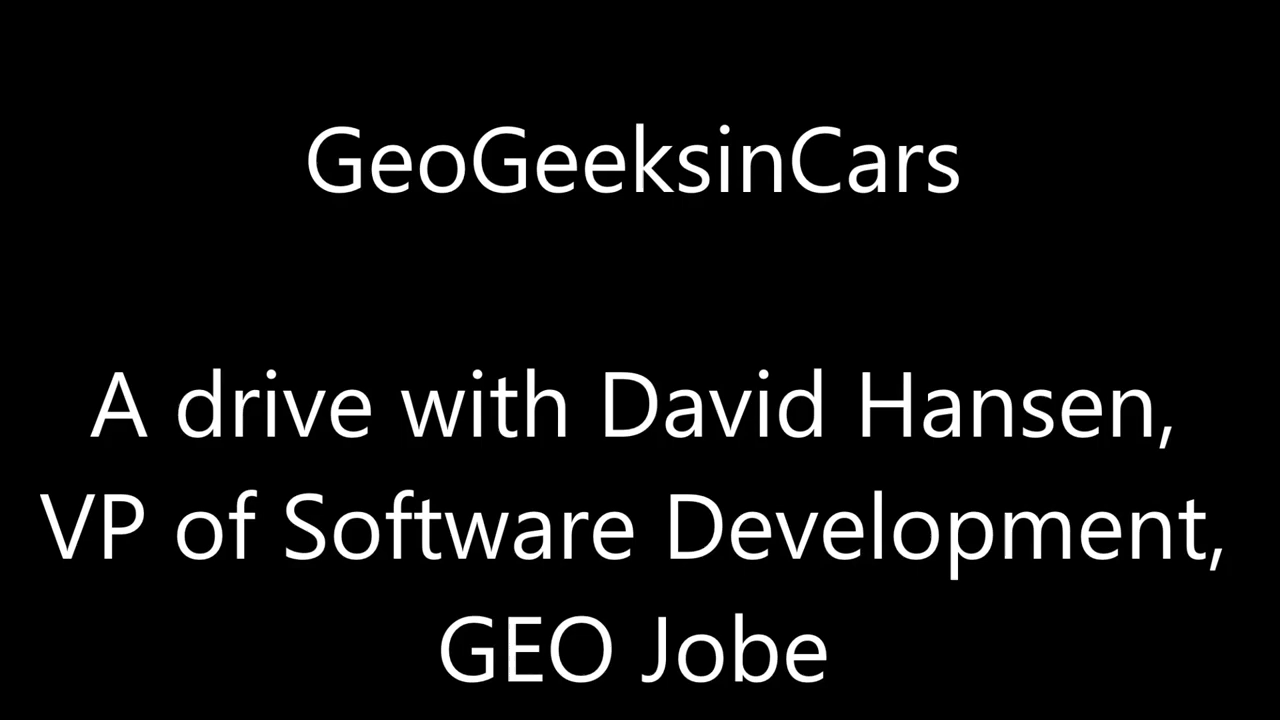 GeoGeeksinCars
A drive with David Hansen,
VP of Software Development,
GEO Jobe